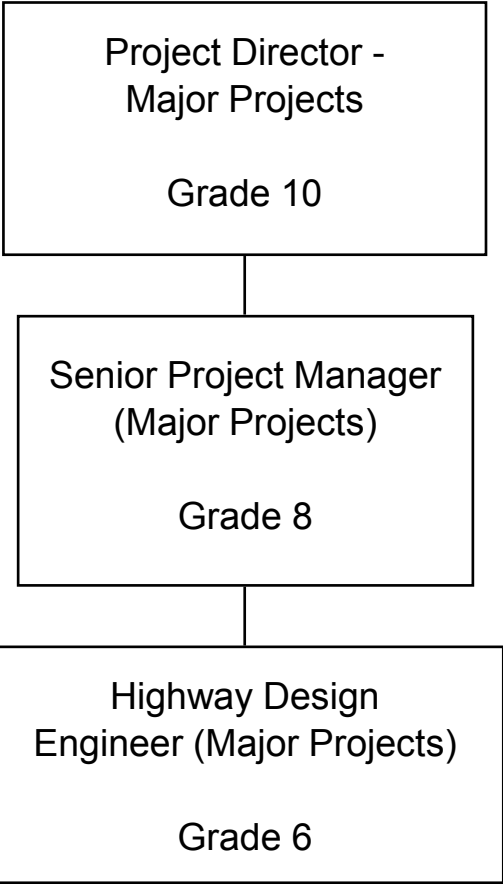 Project Director -
Major Projects
Grade 10
Senior Project Manager
(Major Projects)
Grade 8
Highway Design
Engineer (Major Projects)
Grade 6